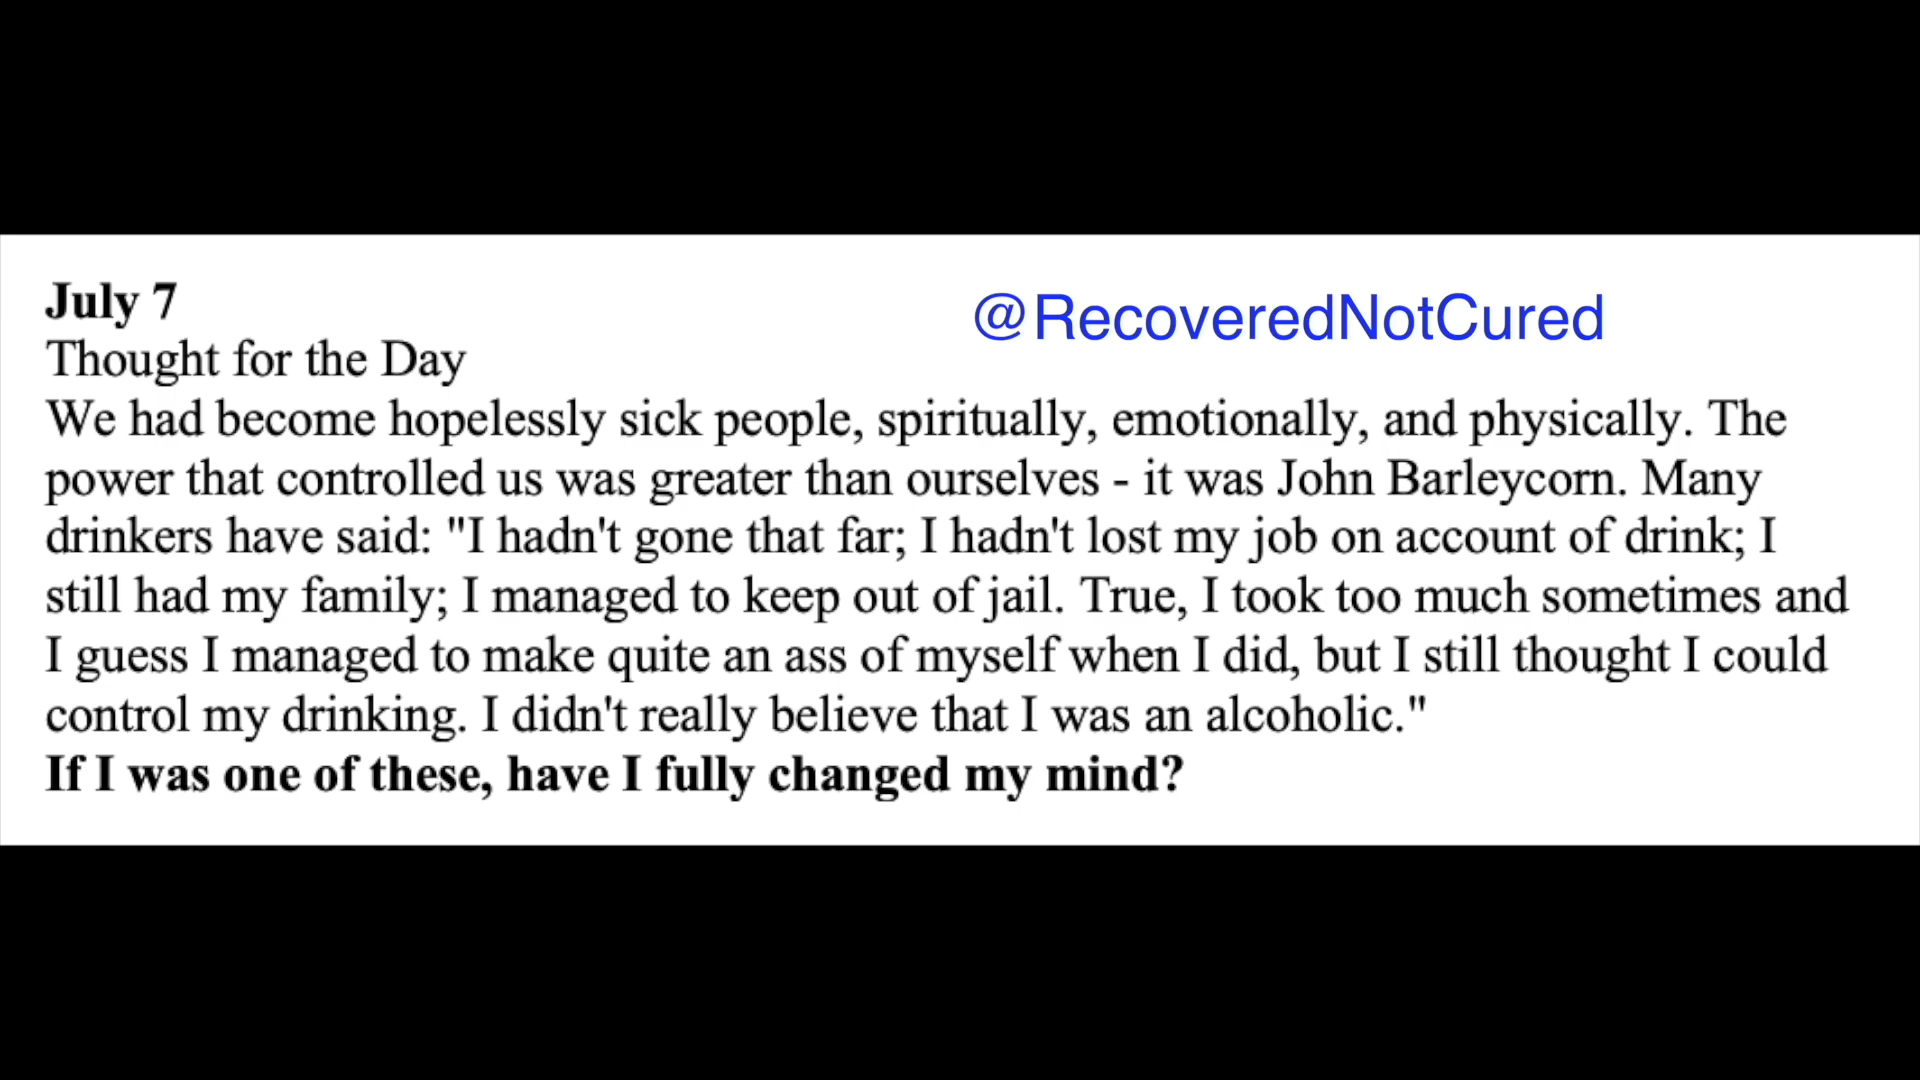 July 7
@RecoveredNotCured
Thought for the Day
We had become hopelessly sick people, spiritually, emotionally, and physically. The
power that controlled us was greater than ourselves - it was John Barleycorn. Many
drinkers have said: "I hadn't gone that far; I hadn't lost my job on account of drink; I
still had my family; I managed to keep out of jail. True, I took too much sometimes and
I guess I managed to make quite an ass of myself when I did, but I still thought I could
control my drinking. I didn't really believe that I was an alcoholic."
If I was one of these, have I fully changed my mind?